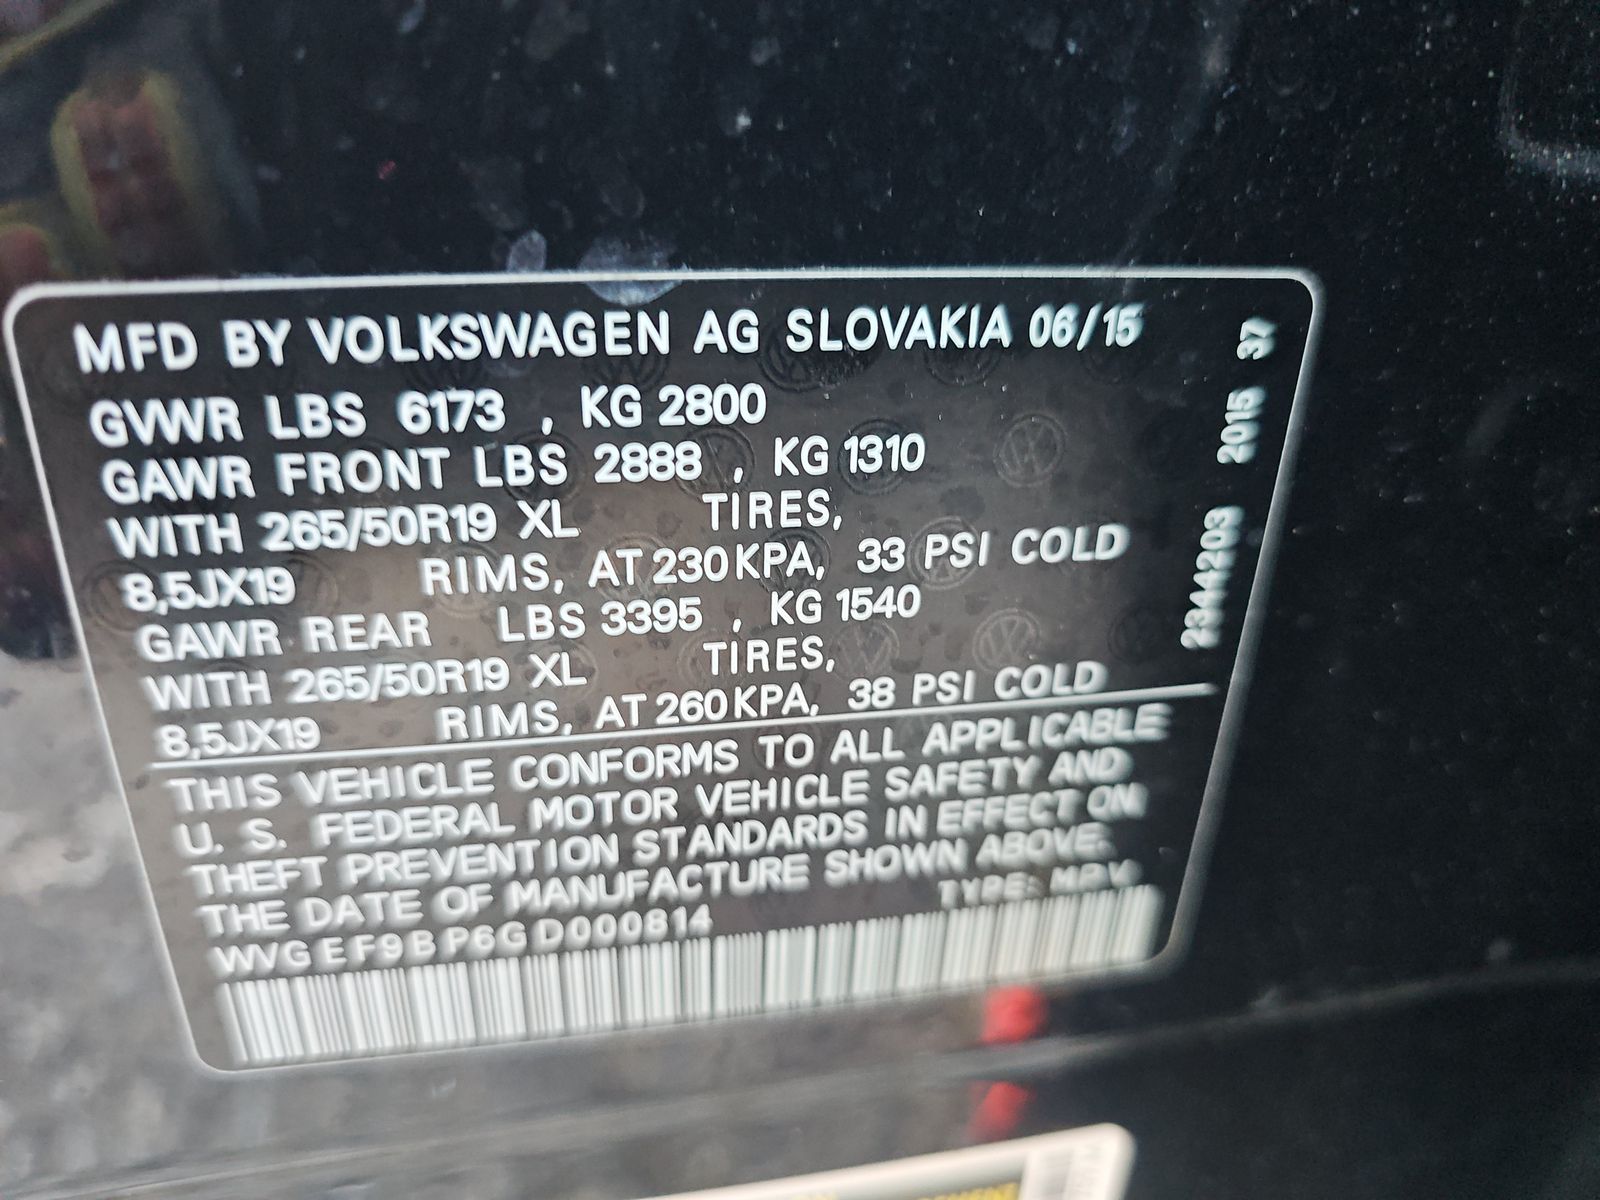 MFD BY VOLKSWAGEN AG SLOVAKIA 06/15
GVWR LBS 6173 , KG 2800
GAWR FRONT LBS 2888 , KG 1310
WITH 265/50R19 XL TIRES,
8,5JX19 RIMS, AT 230KPA, 33 PSI COLD
GAWR REAR LBS 3395 , KG 1540
WITH 265/50R19 XL TIRES,
8,5JX19 RIMS, AT 260KPA, 38 PSI COLD
THIS VEHICLE CONFORMS TO ALL APPLICABLE
U. S. FEDERAL MOTOR VEHICLE SAFETY AND
THEFT PREVENTION STANDARDS IN EFFECT ON
THE DATE OF MANUFACTURE SHOWN ABOVE.
WVGEF9BP6GD000814 TYPE: MPV
2344203 2015 37